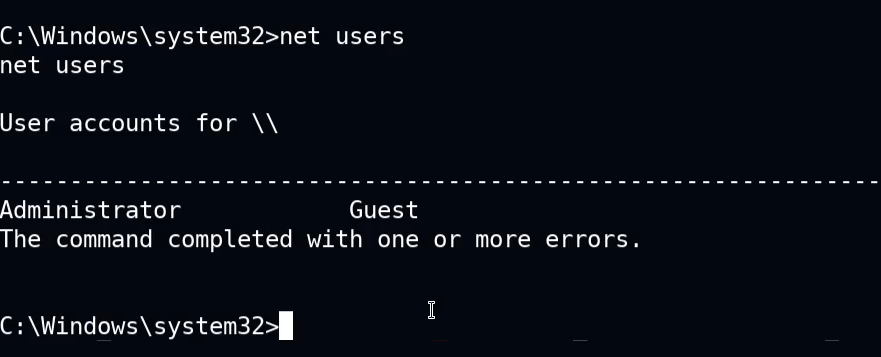 C:\Windows\system32>net users
net users
User accounts for \\
-------------------------------------------------------------------------------
Administrator            Guest
The command completed with one or more errors.
C:\Windows\system32>